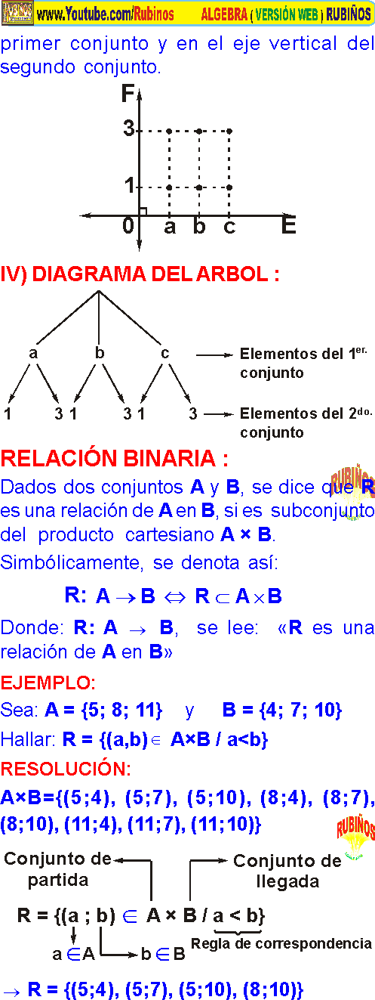 www.Youtube.com/Rubinos ALGEBRA ( VERSIÓN WEB ) RUBIÑOS
primer conjunto y en el eje vertical del
segundo conjunto.
F
3
1
0 a b c E
IV) DIAGRAMA DEL ARBOL :
a b c → Elementos del 1er.
conjunto
1 3 1 3 1 3 → Elementos del 2do.
conjunto
RELACIÓN BINARIA :
RUBIÑOS
Dados dos conjuntos A y B, se dice que R
es una relación de A en B, si es subconjunto
del producto cartesiano A × B.
Simbólicamente, se denota así:
R: A → B ⇔ R ⊂ A × B
Donde: R: A → B, se lee: «R es una
relación de A en B»
EJEMPLO:
Sea: A = {5; 8; 11} y B = {4; 7; 10}
Hallar: R = {(a,b) ∈ A×B / a<b}
RESOLUCIÓN:
A×B={(5;4), (5;7), (5;10), (8;4), (8;7),
(8;10), (11;4), (11;7), (11;10)}
RUBIÑOS
Conjunto de partida
Conjunto de llegada
R = {(a ; b) ∈ A × B / a < b}
Regla de correspondencia
a ∈ A b ∈ B
→ R = {(5;4), (5;7), (5;10), (8;10)}